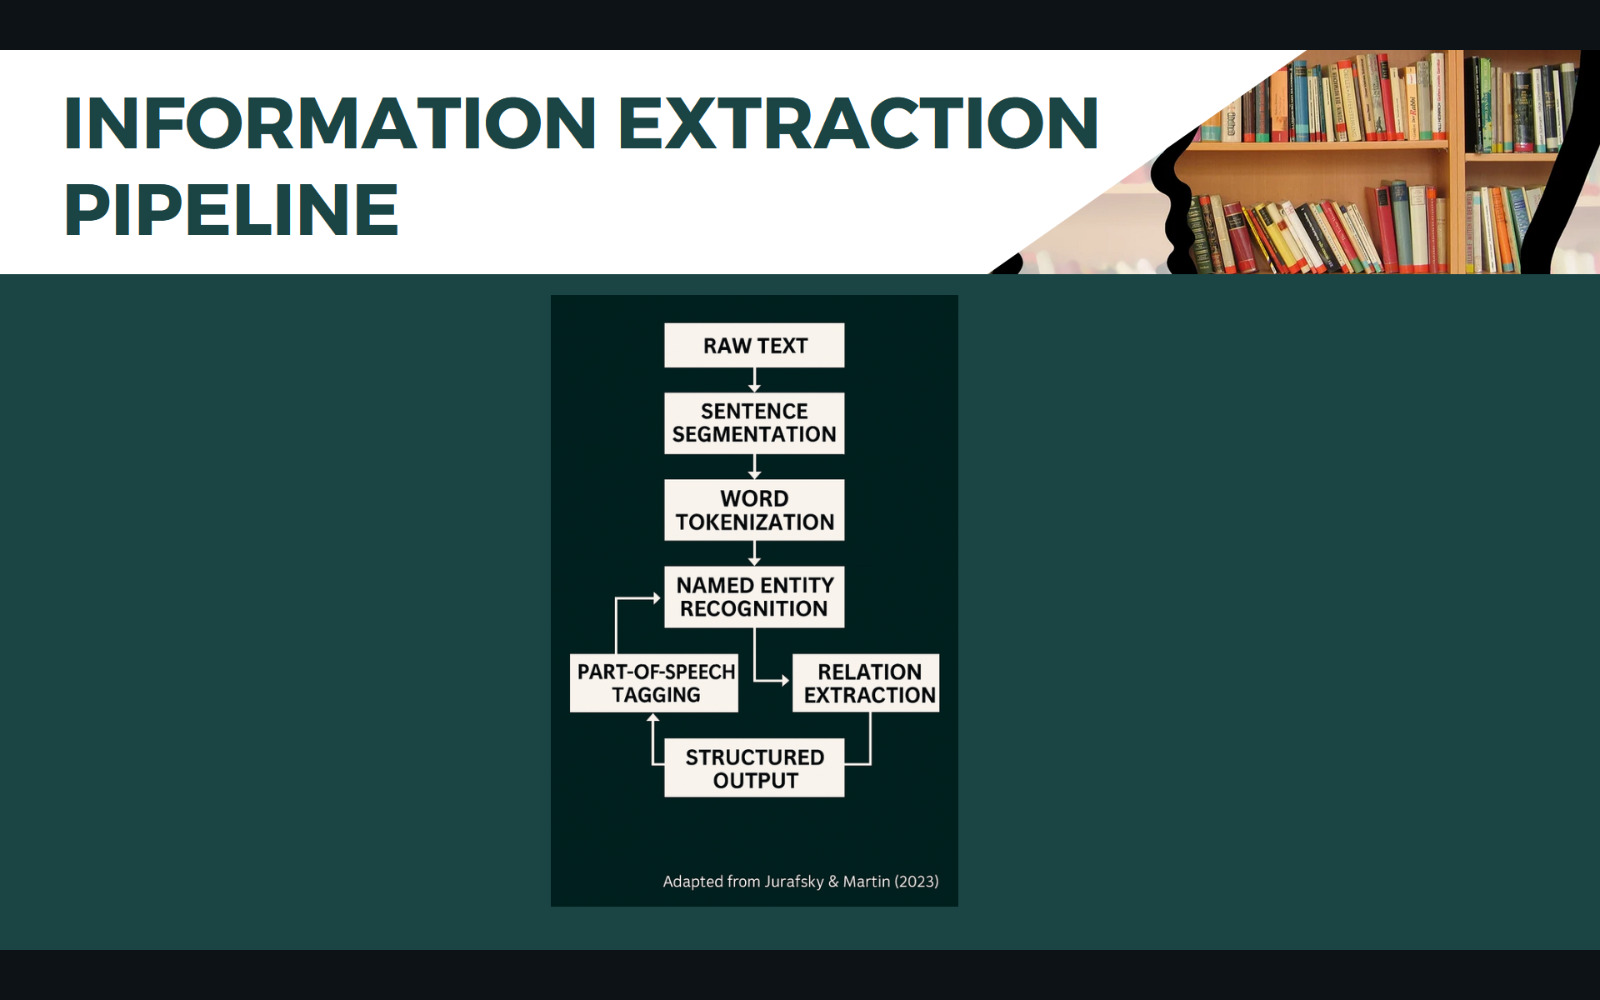 INFORMATION EXTRACTION
PIPELINE
RAW TEXT
SENTENCE
SEGMENTATION
WORD
TOKENIZATION
NAMED ENTITY
RECOGNITION
PART-OF-SPEECH
TAGGING
RELATION
EXTRACTION
STRUCTURED
OUTPUT
Adapted from Jurafsky & Martin (2023)